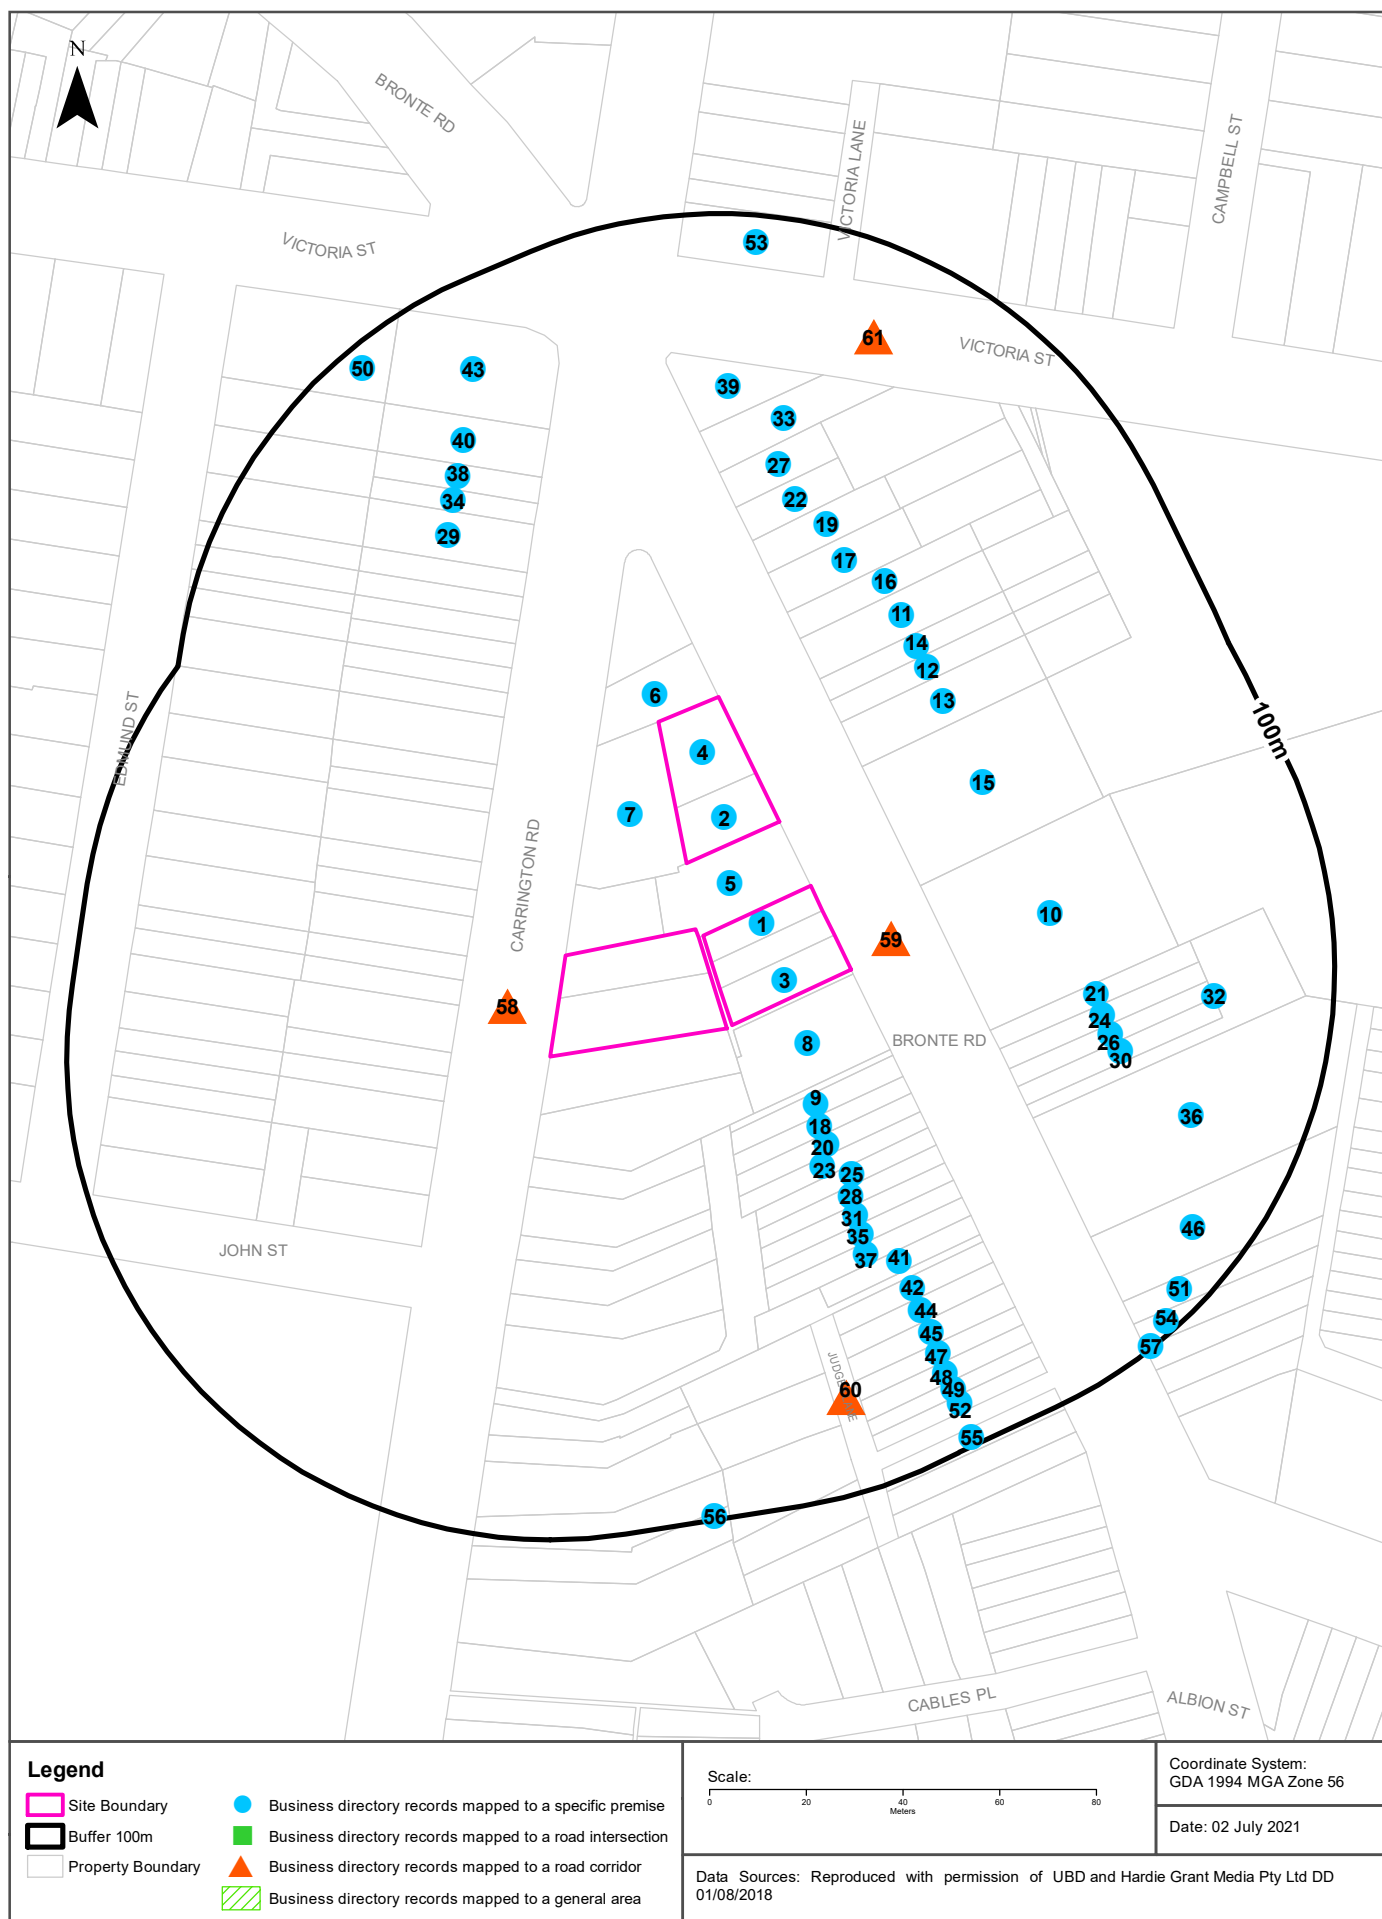 N
BRONTE RD
VICTORIA LANE
CAMPBELL ST
VICTORIA ST
53
61
VICTORIA ST
50
43
39
33
40
27
38
34
22
29
19
17
16
11
14
12
6
13
EDMUND ST
100m
4
15
7
2
CARRINGTON RD
5
10
1
59
3
21
32
58
24
8
BRONTE RD
26
30
9
36
18
20
23
25
28
31
46
35
JOHN ST
37
41
42
51
44
54
45
57
47
48
60
49
52
55
56
CABLES PL
ALBION ST
Legend
Site Boundary
Buffer 100m
Property Boundary
Business directory records mapped to a specific premise
Business directory records mapped to a road intersection
Business directory records mapped to a road corridor
Business directory records mapped to a general area
Scale:
0 20 40 60 80
Meters
Coordinate System:
GDA 1994 MGA Zone 56
Date: 02 July 2021
Data Sources: Reproduced with permission of UBD and Hardie Grant Media Pty Ltd DD
01/08/2018